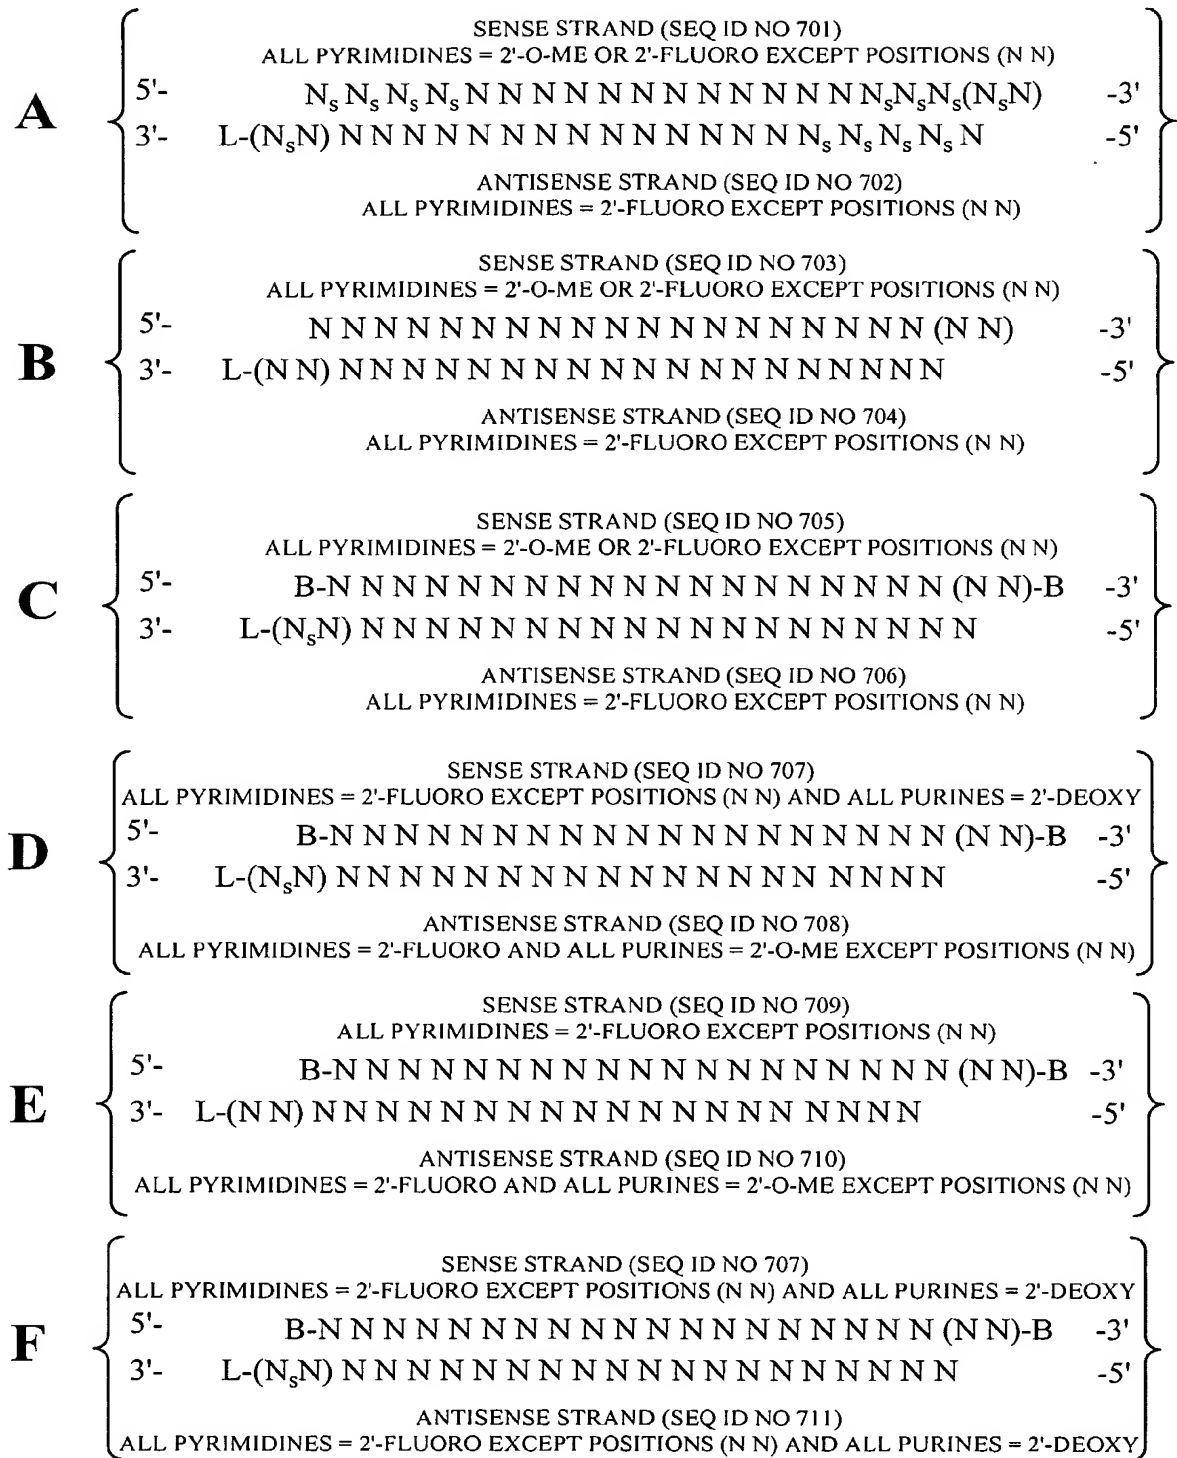 SENSE STRAND (SEQ ID NO 701)
ALL PYRIMIDINES = 2'-O-ME OR 2'-FLUORO EXCEPT POSITIONS (N N)
A
5'- NₛNₛNₛNₛN N N N N N N N N N N N NₛNₛNₛ(NₛN) -3'
3'- L-(NₛN) N N N N N N N N N N N N N N Nₛ Nₛ Nₛ Nₛ N -5'
ANTISENSE STRAND (SEQ ID NO 702)
ALL PYRIMIDINES = 2'-FLUORO EXCEPT POSITIONS (N N)
SENSE STRAND (SEQ ID NO 703)
ALL PYRIMIDINES = 2'-O-ME OR 2'-FLUORO EXCEPT POSITIONS (N N)
B
5'- N N N N N N N N N N N N N N N N N N N (N N) -3'
3'- L-(N N) N N N N N N N N N N N N N N N N N N N -5'
ANTISENSE STRAND (SEQ ID NO 704)
ALL PYRIMIDINES = 2'-FLUORO EXCEPT POSITIONS (N N)
SENSE STRAND (SEQ ID NO 705)
ALL PYRIMIDINES = 2'-O-ME OR 2'-FLUORO EXCEPT POSITIONS (N N)
C
5'- B-N N N N N N N N N N N N N N N N N N N (N N)-B -3'
3'- L-(NₛN) N N N N N N N N N N N N N N N N N N N -5'
ANTISENSE STRAND (SEQ ID NO 706)
ALL PYRIMIDINES = 2'-FLUORO EXCEPT POSITIONS (N N)
SENSE STRAND (SEQ ID NO 707)
ALL PYRIMIDINES = 2'-FLUORO EXCEPT POSITIONS (N N) AND ALL PURINES = 2'-DEOXY
D
5'- B-N N N N N N N N N N N N N N N N N N N (N N)-B -3'
3'- L-(NₛN) N N N N N N N N N N N N N N N N N N N -5'
ANTISENSE STRAND (SEQ ID NO 708)
ALL PYRIMIDINES = 2'-FLUORO AND ALL PURINES = 2'-O-ME EXCEPT POSITIONS (N N)
SENSE STRAND (SEQ ID NO 709)
ALL PYRIMIDINES = 2'-FLUORO EXCEPT POSITIONS (N N)
E
5'- B-N N N N N N N N N N N N N N N N N N N (N N)-B -3'
3'- L-(N N) N N N N N N N N N N N N N N N N N N N -5'
ANTISENSE STRAND (SEQ ID NO 710)
ALL PYRIMIDINES = 2'-FLUORO AND ALL PURINES = 2'-O-ME EXCEPT POSITIONS (N N)
SENSE STRAND (SEQ ID NO 707)
ALL PYRIMIDINES = 2'-FLUORO EXCEPT POSITIONS (N N) AND ALL PURINES = 2'-DEOXY
F
5'- B-N N N N N N N N N N N N N N N N N N N (N N)-B -3'
3'- L-(NₛN) N N N N N N N N N N N N N N N N N N N -5'
ANTISENSE STRAND (SEQ ID NO 711)
ALL PYRIMIDINES = 2'-FLUORO EXCEPT POSITIONS (N N) AND ALL PURINES = 2'-DEOXY